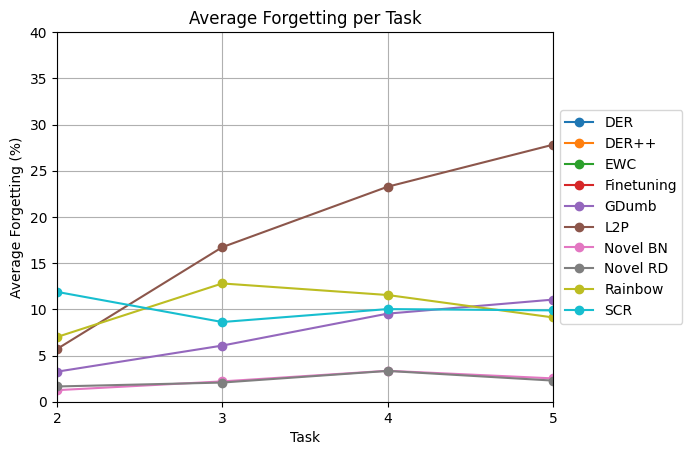 Average Forgetting per Task
Average Forgetting (%)
40
35
30
25
20
15
10
5
0
2
3
4
5
Task
DER
DER++
EWC
Finetuning
GDumb
L2P
Novel BN
Novel RD
Rainbow
SCR